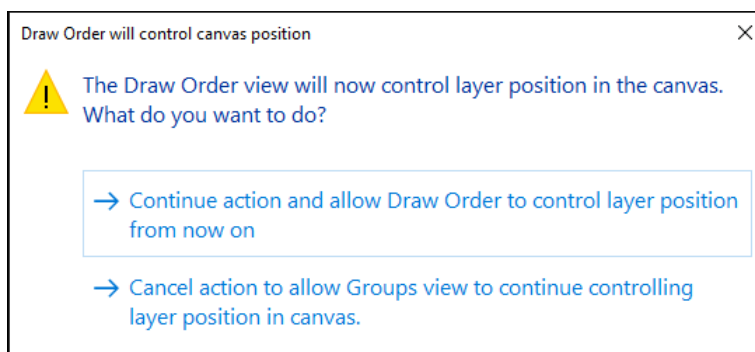 Draw Order will control canvas position
The Draw Order view will now control layer position in the canvas.
What do you want to do?
Continue action and allow Draw Order to control layer position
from now on
Cancel action to allow Groups view to continue controlling
layer position in canvas.